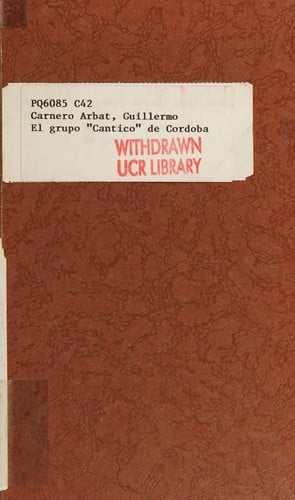 PQ6085 C42
Carnero Arbat, Guillermo
El grupo "Cantico" de Cordoba
WITHDRAWN
UCR LIBRARY